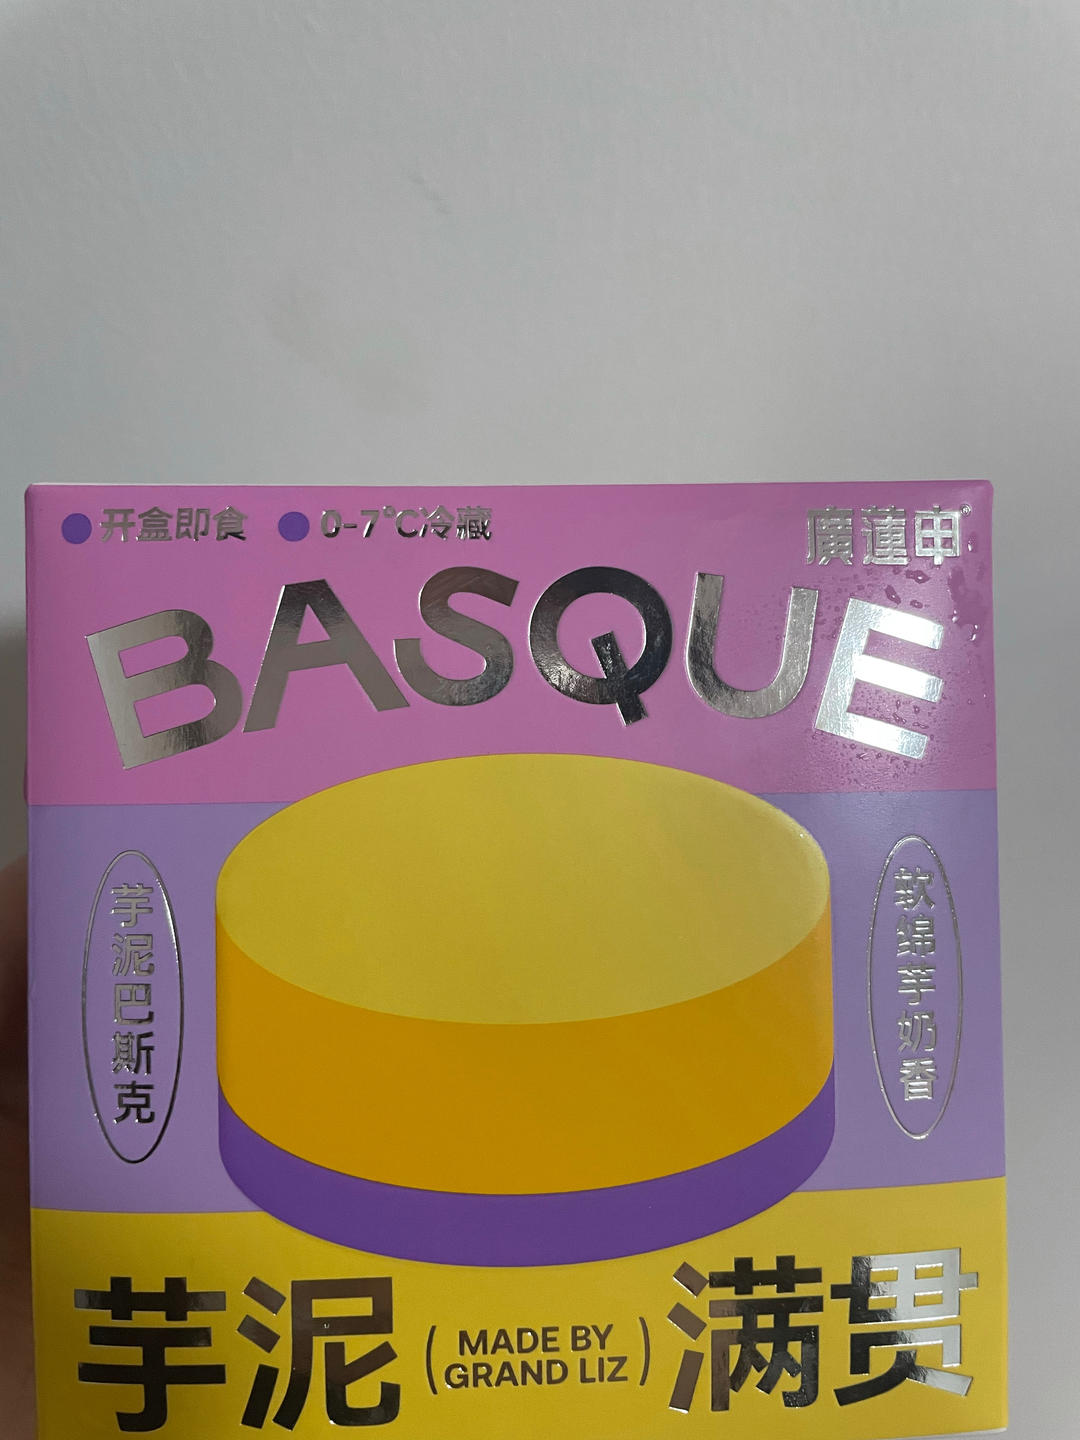 开盒即食
0-7℃冷藏
廣蓮申®
BASQUE
芋泥巴斯克
软绵芋奶香
芋泥
(MADE BY
GRAND LIZ)
满贯